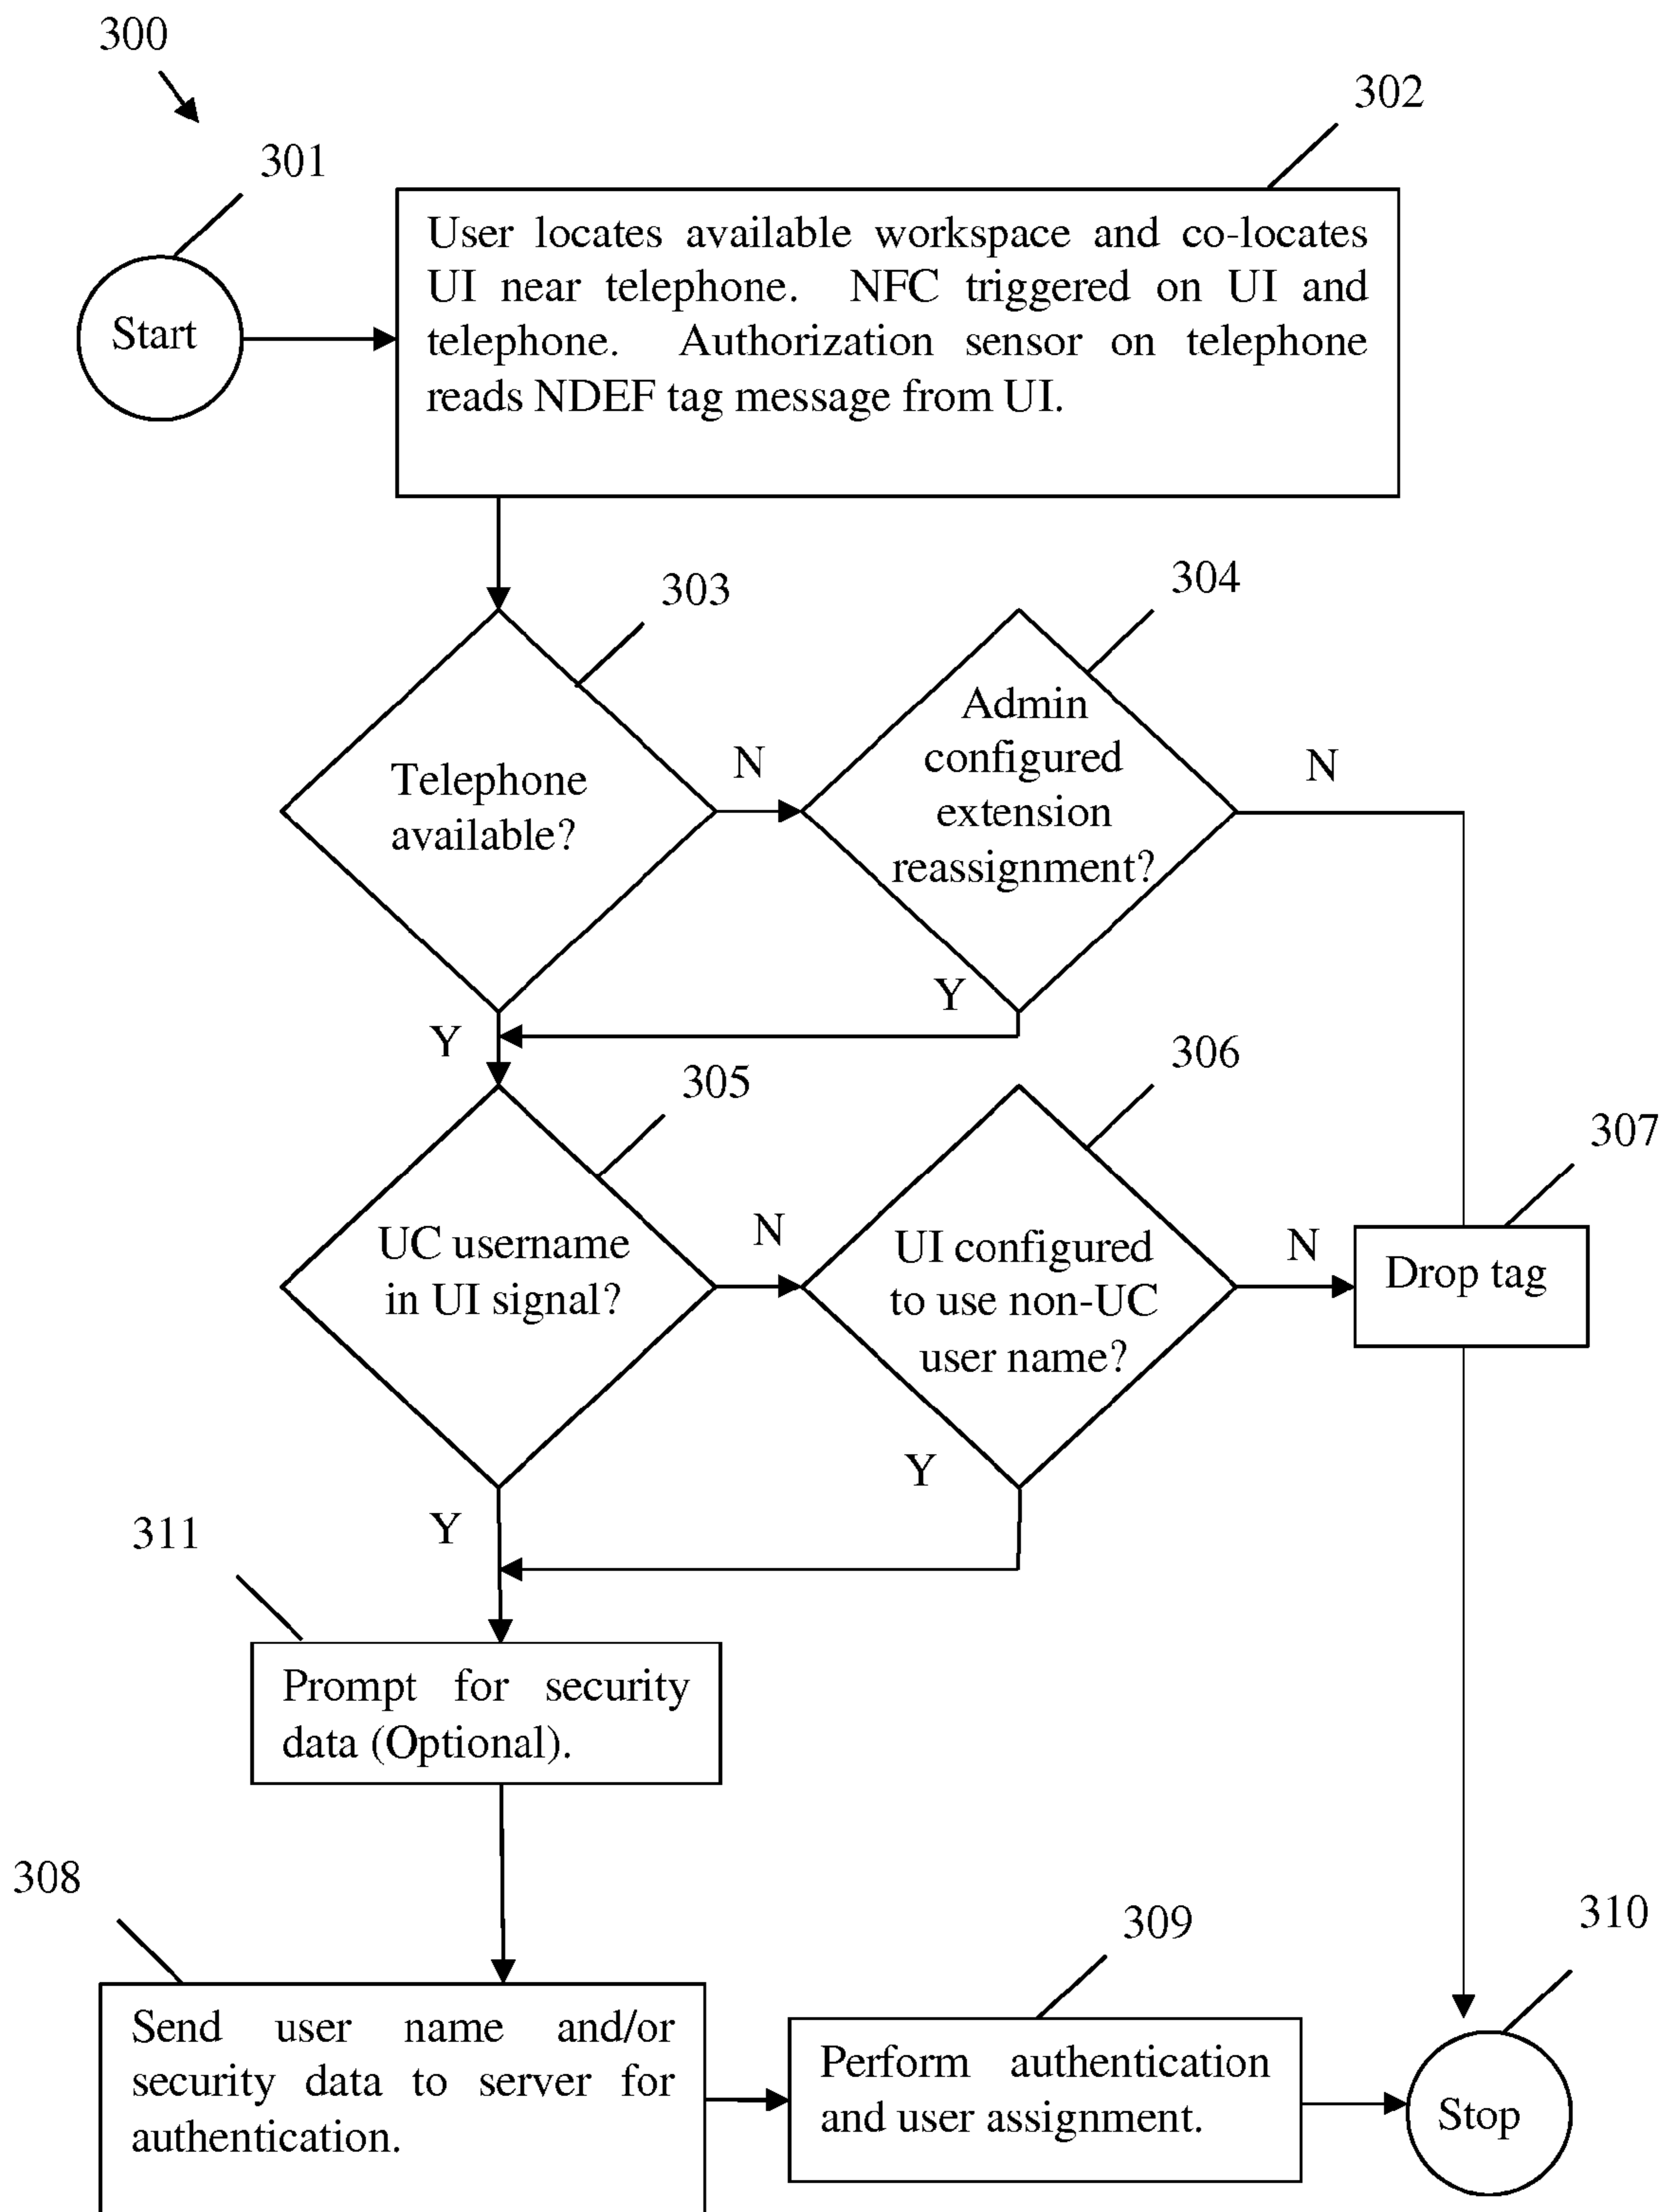 300
301
302
Start
User locates available workspace and co-locates
UI near telephone. NFC triggered on UI and
telephone. Authorization sensor on telephone
reads NDEF tag message from UI.
303
304
Telephone
available?
N
Admin
configured
extension
reassignment?
N
Y
Y
305
306
307
UC username
in UI signal?
N
UI configured
to use non-UC
user name?
N
Drop tag
Y
Y
311
Prompt for security
data (Optional).
308
309
310
Send user name and/or
security data to server for
authentication.
Perform authentication
and user assignment.
Stop